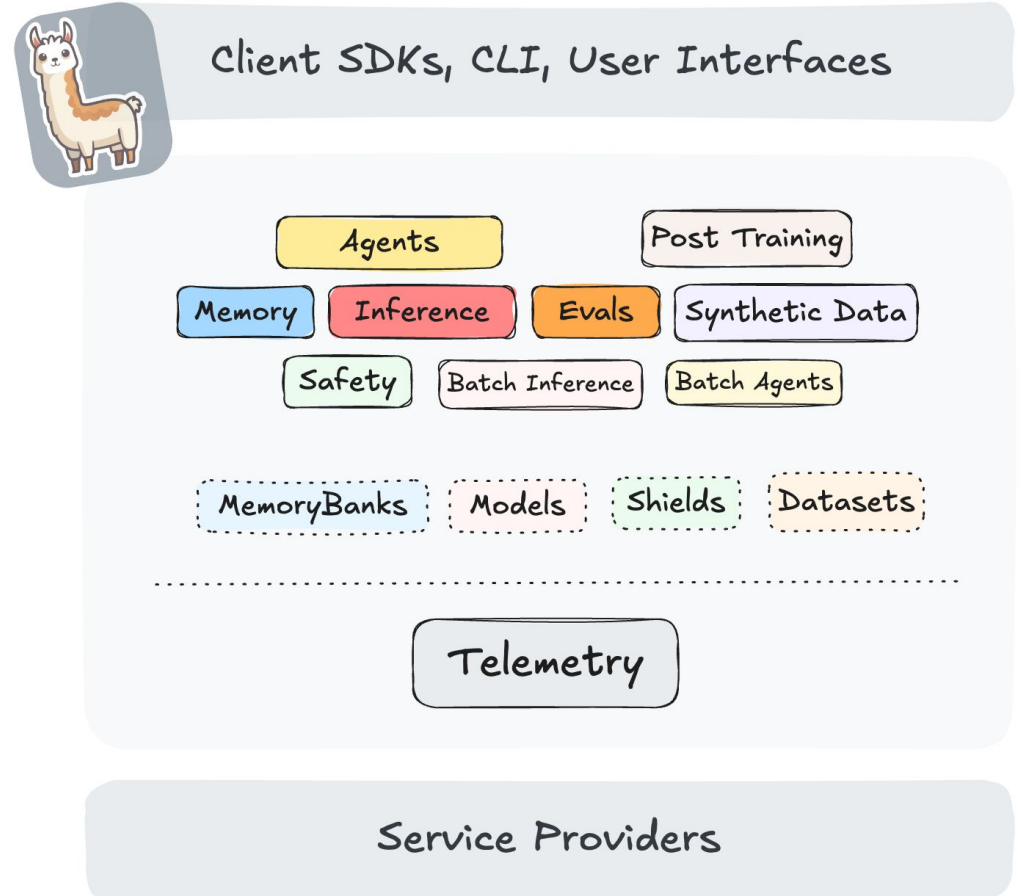 Client SDKs, CLI, User Interfaces
Agents
Post Training
Memory
Inference
Evals
Synthetic Data
Safety
Batch Inference
Batch Agents
MemoryBanks
Models
Shields
Datasets
Telemetry
Service Providers